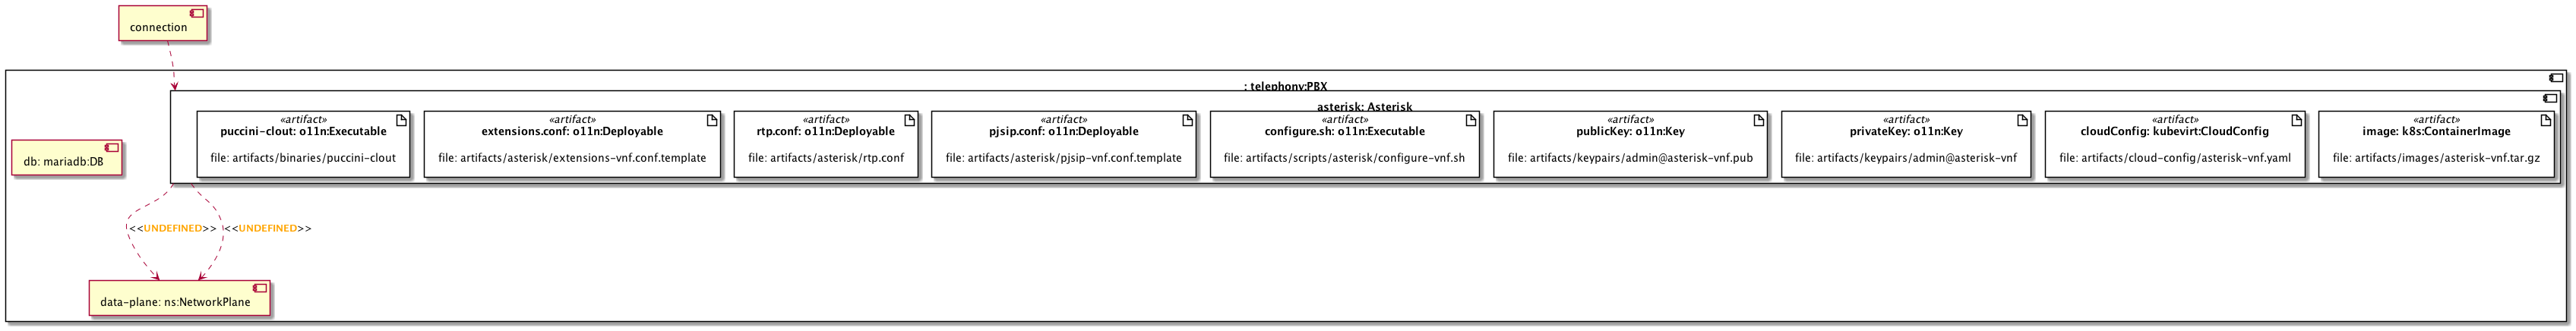 connection
: telephony:PBX
asterisk: Asterisk
«artifact»
puccini-clout: o11n:Executable
file: artifacts/binaries/puccini-clout
«artifact»
extensions.conf: o11n:Deployable
file: artifacts/asterisk/extensions-vnf.conf.template
«artifact»
rtp.conf: o11n:Deployable
file: artifacts/asterisk/rtp.conf
«artifact»
pjsip.conf: o11n:Deployable
file: artifacts/asterisk/pjsip-vnf.conf.template
«artifact»
configure.sh: o11n:Executable
file: artifacts/scripts/asterisk/configure-vnf.sh
«artifact»
publicKey: o11n:Key
file: artifacts/keypairs/admin@asterisk-vnf.pub
«artifact»
privateKey: o11n:Key
file: artifacts/keypairs/admin@asterisk-vnf
«artifact»
cloudConfig: kubevirt:CloudConfig
file: artifacts/cloud-config/asterisk-vnf.yaml
«artifact»
image: k8s:ContainerImage
file: artifacts/images/asterisk-vnf.tar.gz
db: mariadb:DB
<<UNDEFINED>>
<<UNDEFINED>>
data-plane: ns:NetworkPlane